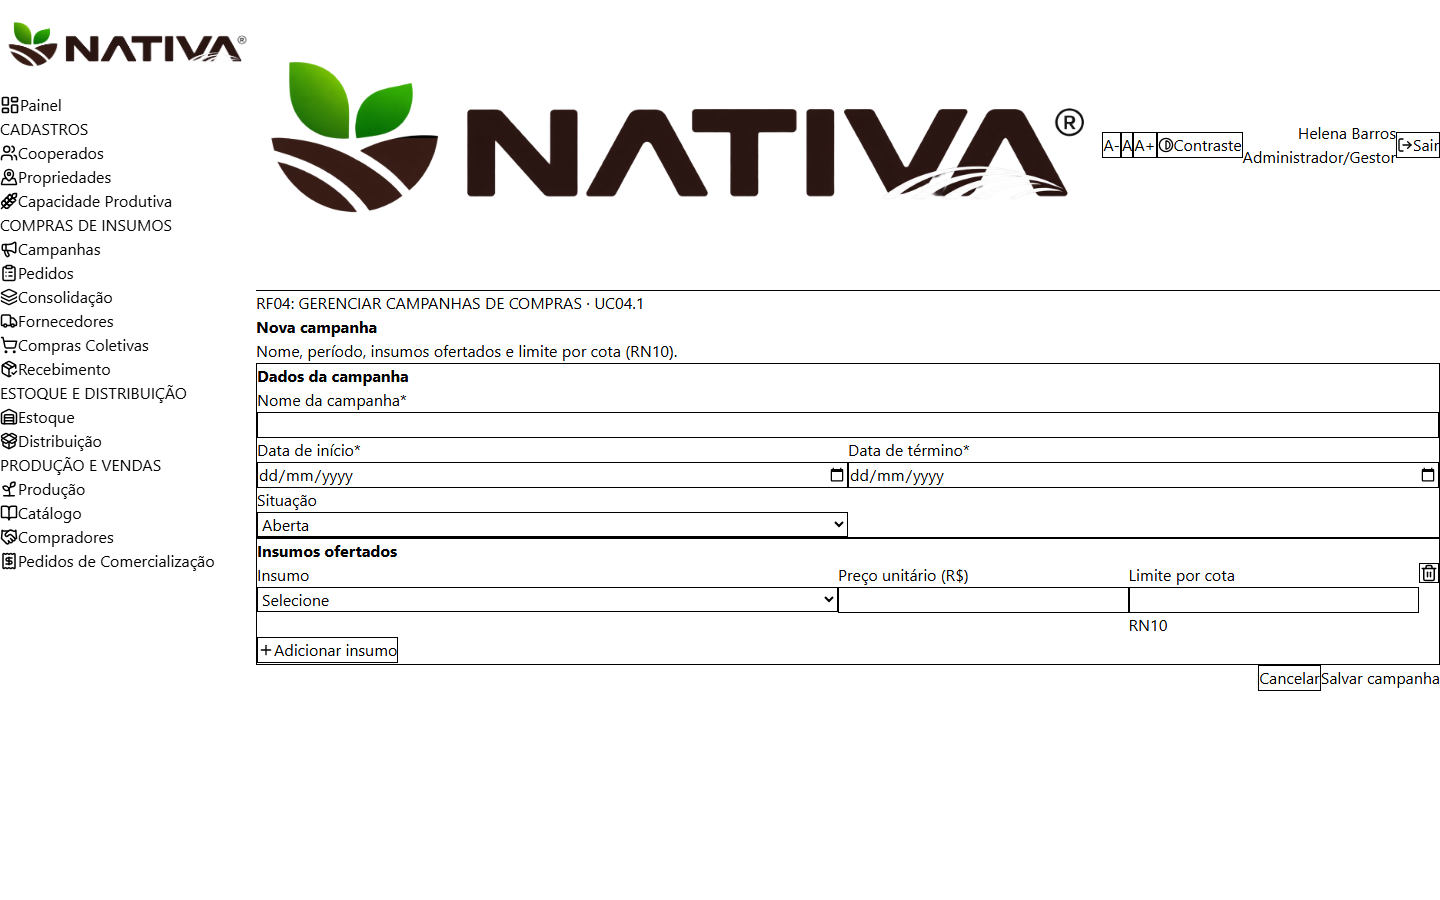 NATIVA®
Painel
CADASTROS
Cooperados
Propriedades
Capacidade Produtiva
COMPRAS DE INSUMOS
Campanhas
Pedidos
Consolidação
Fornecedores
Compras Coletivas
Recebimento
ESTOQUE E DISTRIBUIÇÃO
Estoque
Distribuição
PRODUÇÃO E VENDAS
Produção
Catálogo
Compradores
Pedidos de Comercialização
NATIVA®
A- A A+ Contraste
Helena Barros
Administrador/Gestor
Sair
RF04: GERENCIAR CAMPANHAS DE COMPRAS · UC04.1
Nova campanha
Nome, período, insumos ofertados e limite por cota (RN10).
Dados da campanha
Nome da campanha*
Data de início* Data de término*
dd/mm/yyyy dd/mm/yyyy
Situação
Aberta
Insumos ofertados
Insumo Preço unitário (R$) Limite por cota
Selecione
RN10
+ Adicionar insumo
Cancelar Salvar campanha